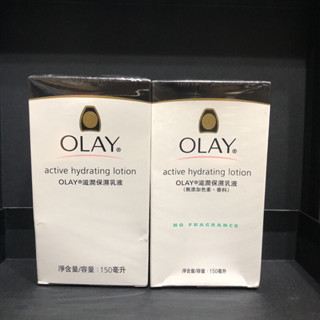 OLAY®
active hydrating lotion
OLAY®滋潤保濕乳液
淨含量/容量：150毫升
OLAY®
active hydrating lotion
OLAY®滋潤保濕乳液
(無添加色素、香料)
NO FRAGRANCE
淨含量/容量：150毫升